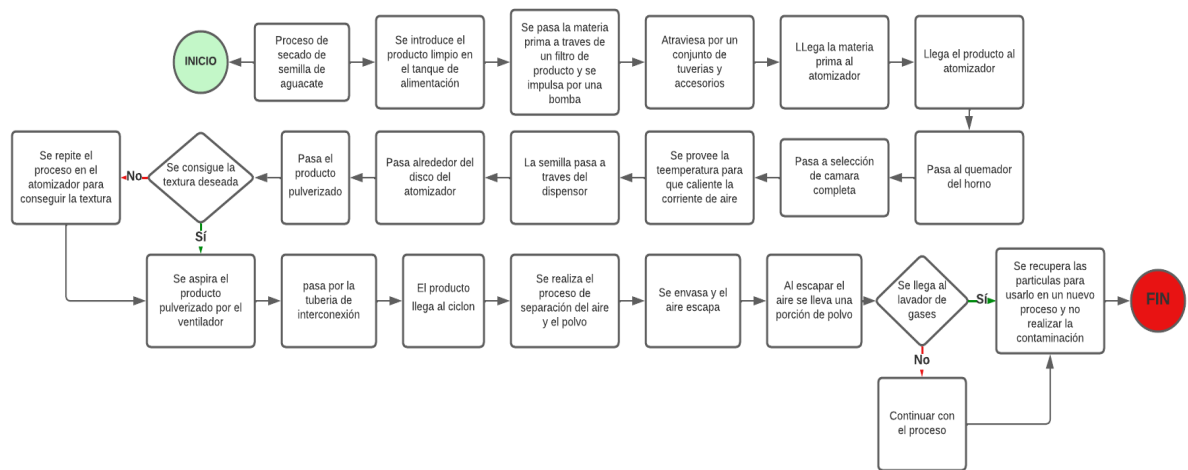 INICIO
Proceso de
secado de
semilla de
aguacate
Se introduce el
producto limpio en
el tanque de
alimentación
Se pasa la materia
prima a traves de
un filtro de
producto y se
impulsa por una
bomba
Atraviesa por un
conjunto de
tuverias y
accesorios
LLega la materia
prima al
atomizador
Llega el producto al
atomizador
Pasa al quemador
del horno
Pasa a selección
de camara
completa
Se provee la
teemperatura para
que caliente la
corriente de aire
La semilla pasa a
traves del
dispensor
Pasa alrededor del
disco del
atomizador
Pasa el
producto
pulverizado
Se consigue la
textura deseada
No
Se repite el
proceso en el
atomizador para
conseguir la textura
Sí
Se aspira el
producto
pulverizado por el
ventilador
pasa por la
tuberia de
interconexión
El producto
llega al ciclon
Se realiza el
proceso de
separación del aire
y el polvo
Se envasa y el
aire escapa
Al escapar el
aire se lleva una
porción de polvo
Se llega al
lavador de
gases
Sí
Se recupera las
particulas para
usarlo en un nuevo
proceso y no
realizar la
contaminación
FIN
No
Continuar con
el proceso